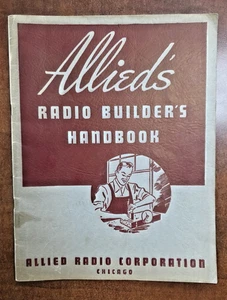 Allied's
RADIO BUILDER'S
HANDBOOK
ALLIED RADIO CORPORATION
CHICAGO